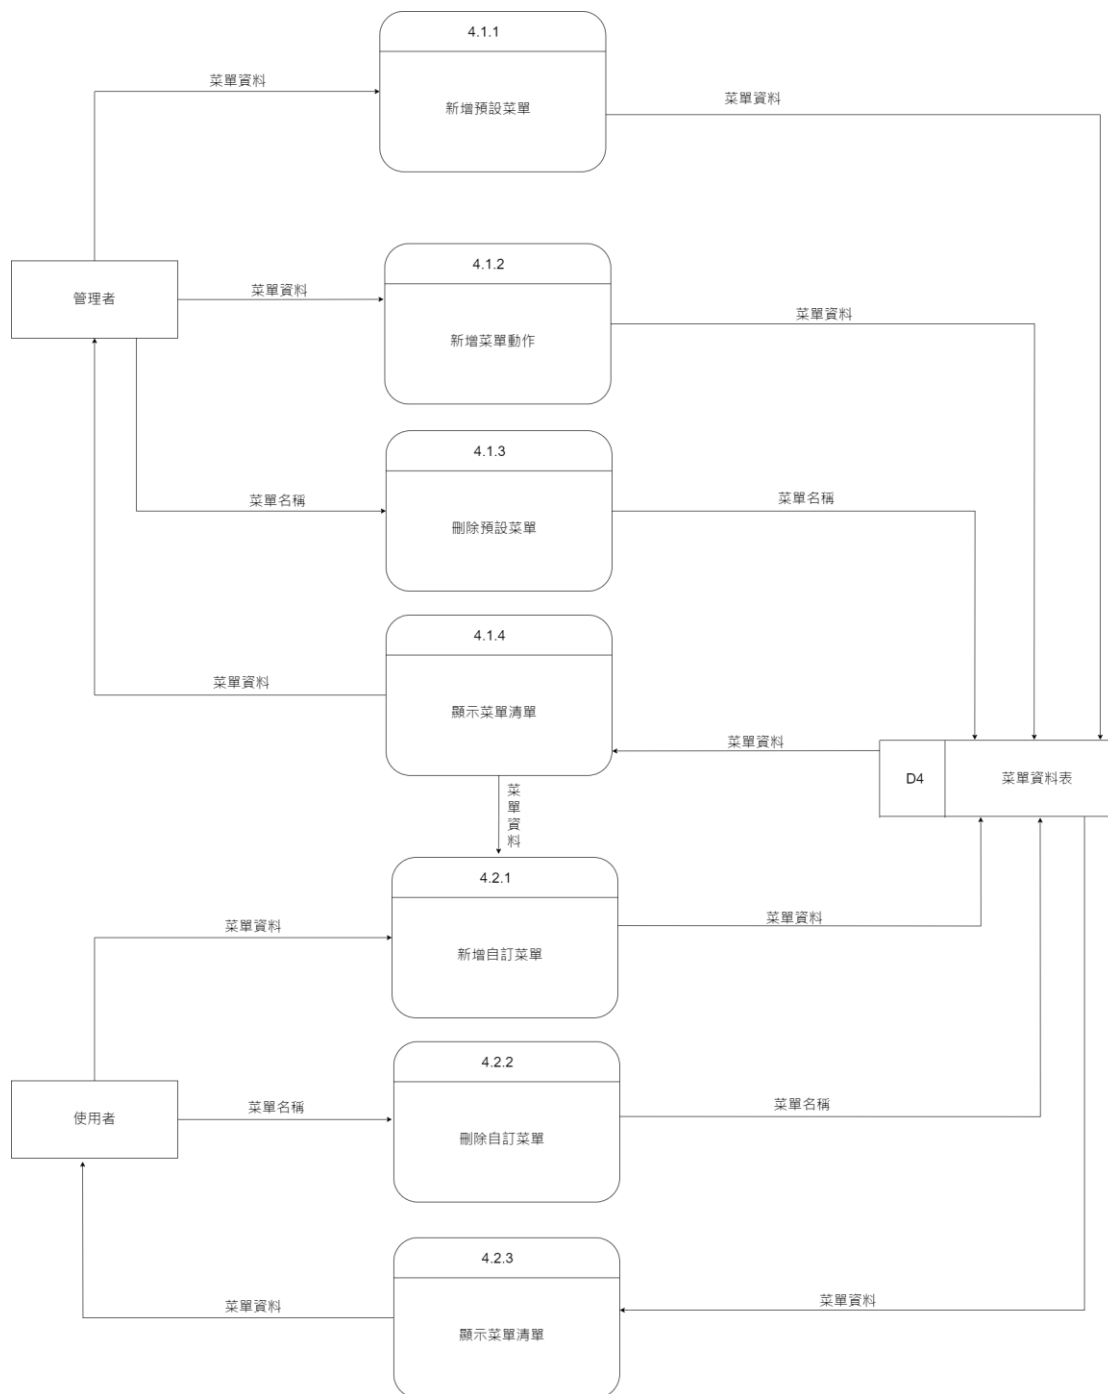 4.1.1
菜單資料
新增預設菜單
菜單資料
4.1.2
管理者
菜單資料
新增菜單動作
菜單資料
4.1.3
菜單名稱
刪除預設菜單
菜單名稱
4.1.4
菜單資料
顯示菜單清單
菜單資料
D4
菜單資料表
菜單資料
4.2.1
菜單資料
新增自訂菜單
菜單資料
4.2.2
使用者
菜單名稱
刪除自訂菜單
菜單名稱
4.2.3
菜單資料
顯示菜單清單
菜單資料